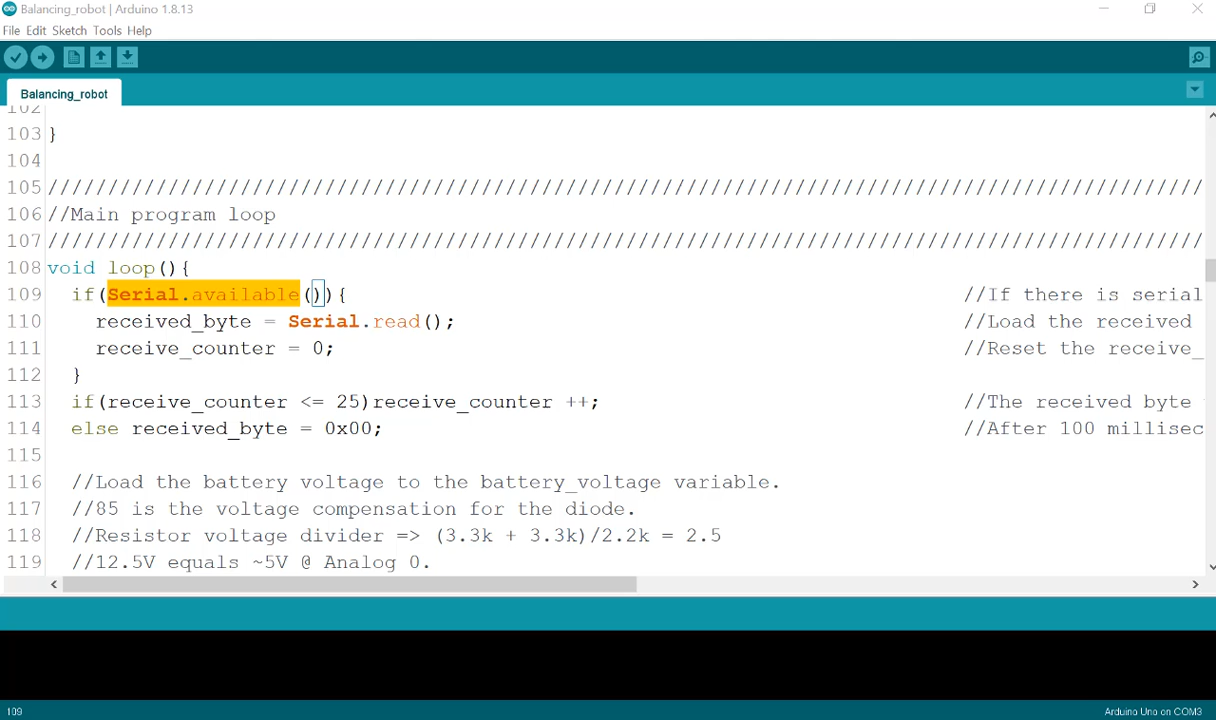 Balancing_robot | Arduino 1.8.13
File Edit Sketch Tools Help
Balancing_robot
102
103 }
104
105 ////////////////////////////////////////////////////////////////////////////////////////////////
106 //Main program loop
107 ////////////////////////////////////////////////////////////////////////////////////////////////
108 void loop(){
109 if(Serial.available()){ //If there is serial
110 received_byte = Serial.read(); //Load the received
111 receive_counter = 0; //Reset the receive_
112 }
113 if(receive_counter <= 25)receive_counter ++; //The received byte
114 else received_byte = 0x00; //After 100 millisec
115
116 //Load the battery voltage to the battery_voltage variable.
117 //85 is the voltage compensation for the diode.
118 //Resistor voltage divider => (3.3k + 3.3k)/2.2k = 2.5
119 //12.5V equals ~5V @ Analog 0.
109 Arduino Uno on COM3